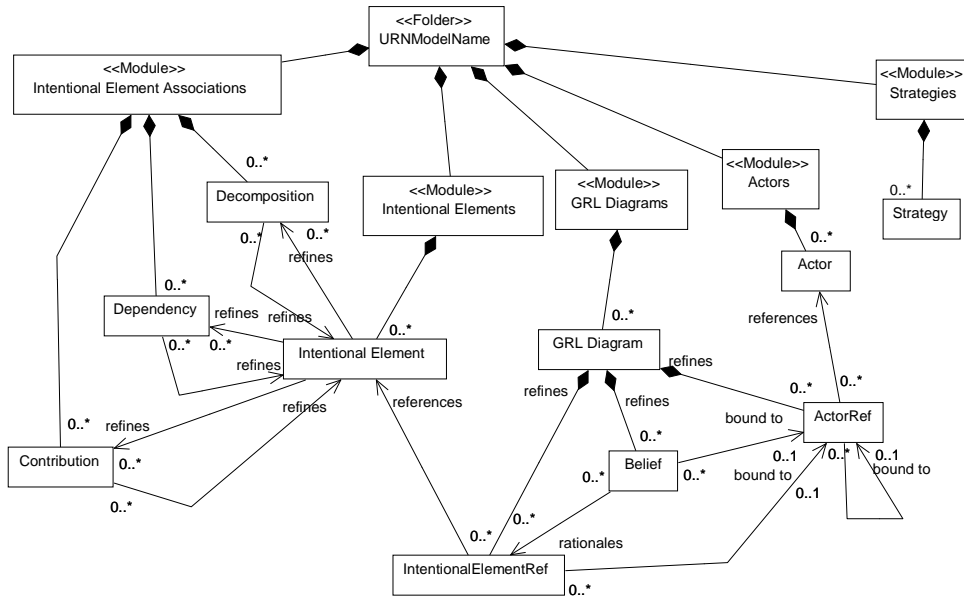 <<Folder>>
URNModelName
<<Module>>
Intentional Element Associations
<<Module>>
Strategies
<<Module>>
Actors
<<Module>>
GRL Diagrams
<<Module>>
Intentional Elements
0..*
Decomposition
0..*
Strategy
0..*
0..*
0..*
refines
Actor
0..*
Dependency
refines
refines
0..*
0..*
0..*
0..*
references
Intentional Element
GRL Diagram
refines
refines
refines
references
refines
refines
0..*
0..*
0..*
refines
bound to
ActorRef
0..*
Contribution
0..*
0..*
Belief
0..*
0..*
bound to
0..1
0..*
0..1
bound to
0..1
0..*
0..*
0..*
rationales
IntentionalElementRef
0..*